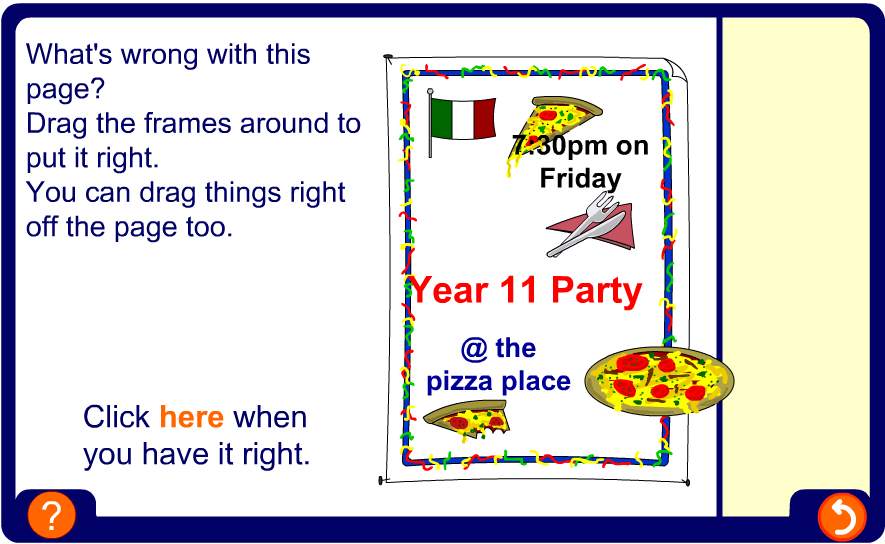 What's wrong with this
page?
Drag the frames around to
put it right.
You can drag things right
off the page too.
7:30pm on
Friday
Year 11 Party
@ the
pizza place
Click here when
you have it right.
?